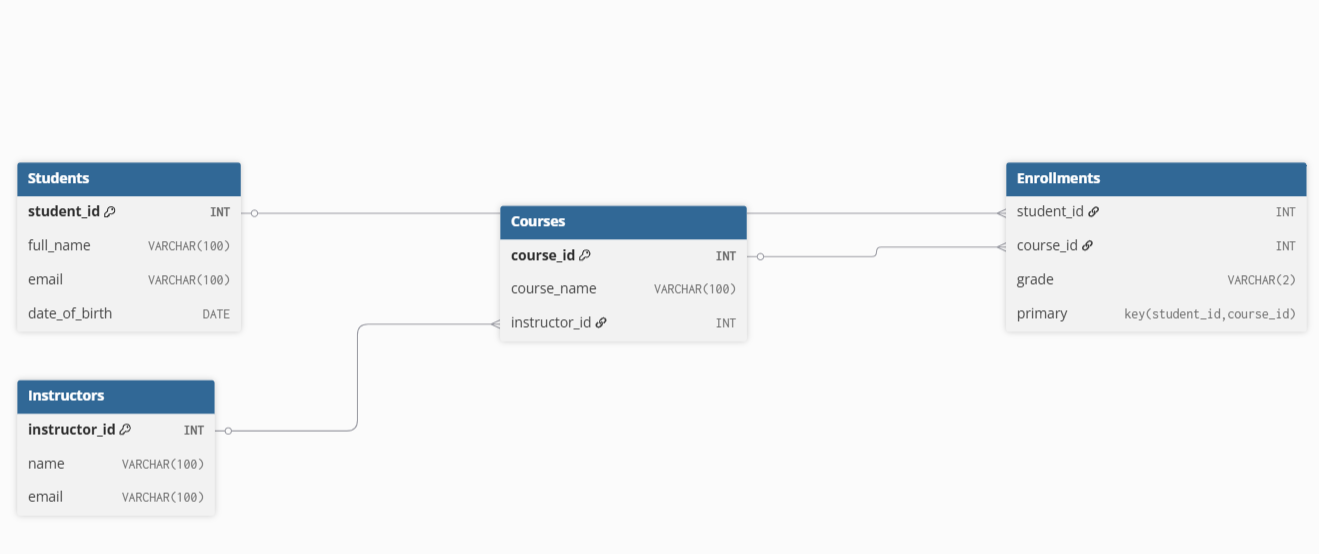 Students
student_id INT
full_name VARCHAR(100)
email VARCHAR(100)
date_of_birth DATE
Instructors
instructor_id INT
name VARCHAR(100)
email VARCHAR(100)
Courses
course_id INT
course_name VARCHAR(100)
instructor_id INT
Enrollments
student_id INT
course_id INT
grade VARCHAR(2)
primary key(student_id,course_id)